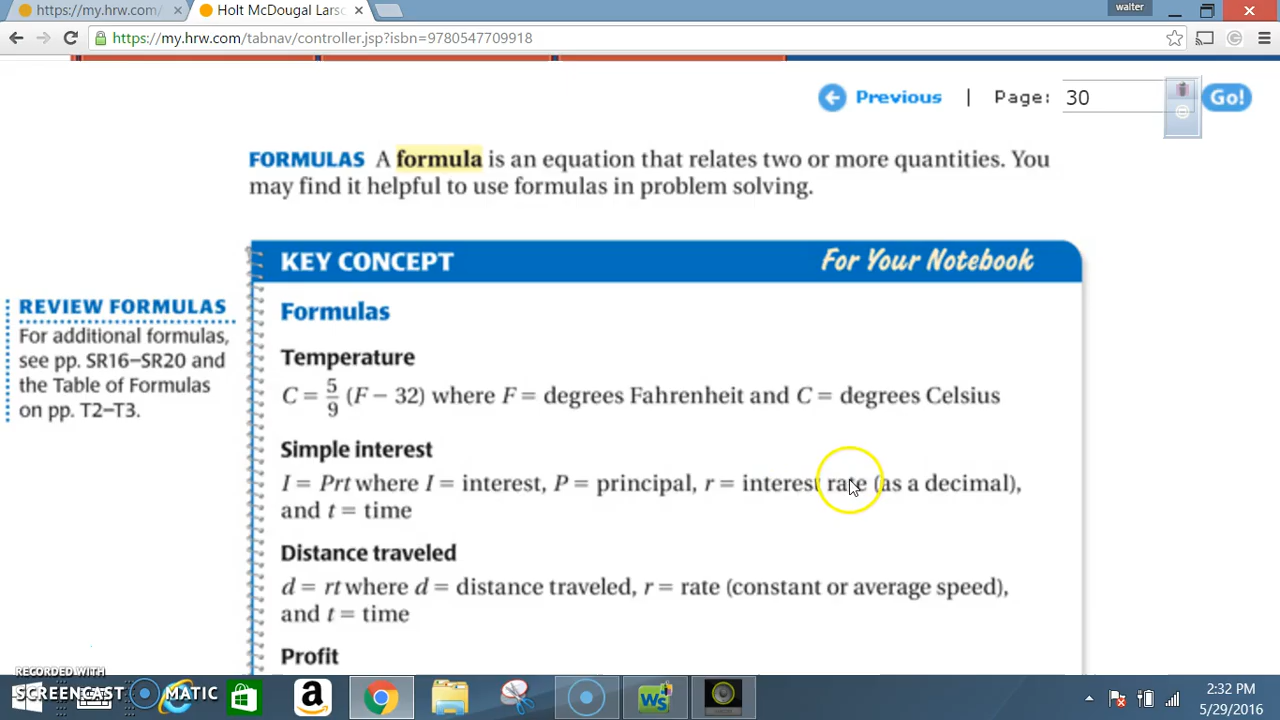 https://my.hrw.com/
Holt McDougal Larsc
walter
https://my.hrw.com/tabnav/controller.jsp?isbn=9780547709918
Previous | Page: 30 Go!
FORMULAS A formula is an equation that relates two or more quantities. You
may find it helpful to use formulas in problem solving.
KEY CONCEPT For Your Notebook
REVIEW FORMULAS
For additional formulas,
see pp. SR16–SR20 and
the Table of Formulas
on pp. T2–T3.
Formulas
Temperature
C = 5/9 (F − 32) where F = degrees Fahrenheit and C = degrees Celsius
Simple interest
I = Prt where I = interest, P = principal, r = interest rate (as a decimal),
and t = time
Distance traveled
d = rt where d = distance traveled, r = rate (constant or average speed),
and t = time
Profit
RECORDED WITH
SCREENCAST MATIC
a
WS
2:32 PM
5/29/2016